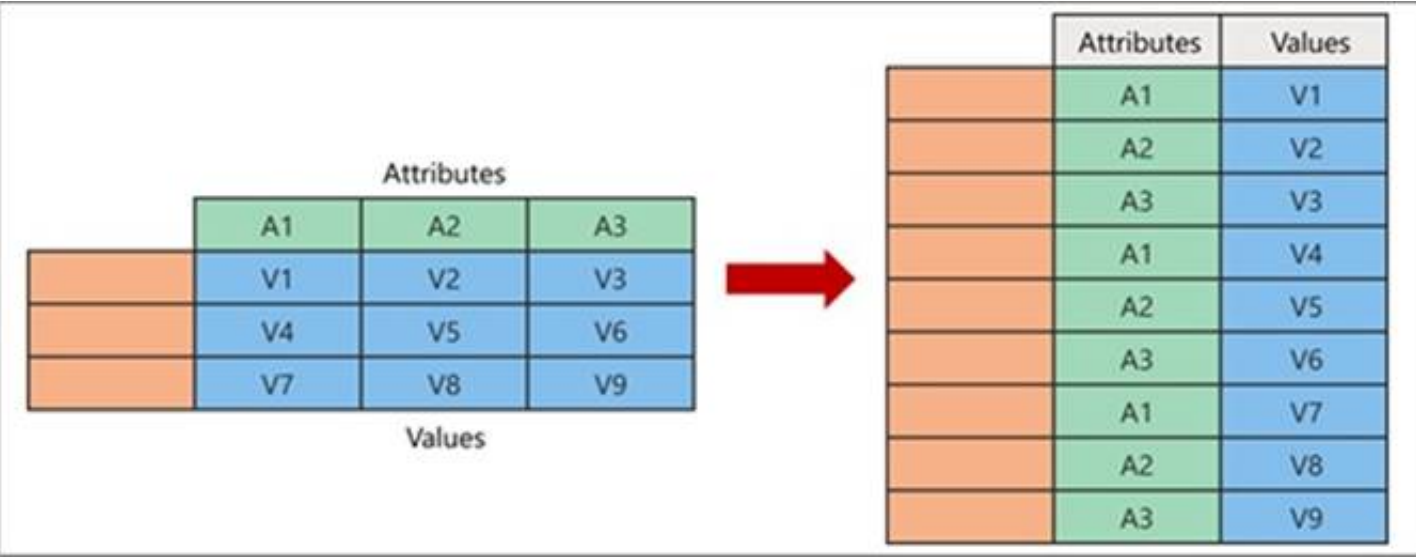 Attributes
A1 A2 A3
V1 V2 V3
V4 V5 V6
V7 V8 V9
Values
Attributes Values
A1 V1
A2 V2
A3 V3
A1 V4
A2 V5
A3 V6
A1 V7
A2 V8
A3 V9